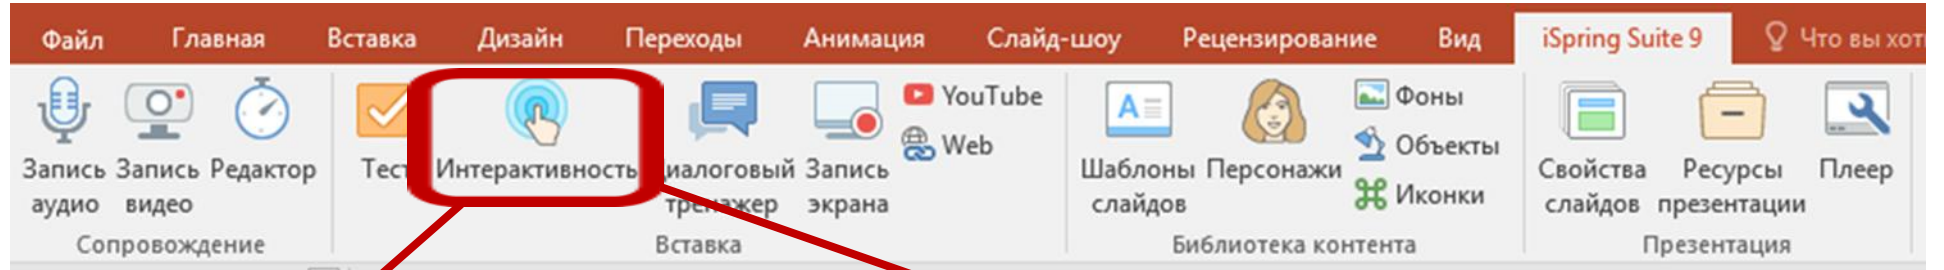 Файл Главная Вставка Дизайн Переходы Анимация Слайд-шоу Рецензирование Вид iSpring Suite 9 Что вы хот
Запись аудио
Запись видео
Редактор
Тест
Интерактивность
иалоговый тренажер
Запись экрана
YouTube
Web
Шаблоны слайдов
Персонажи
Фоны
Объекты
Иконки
Свойства слайдов
Ресурсы презентации
Плеер
Сопровождение Вставка Библиотека контента Презентация